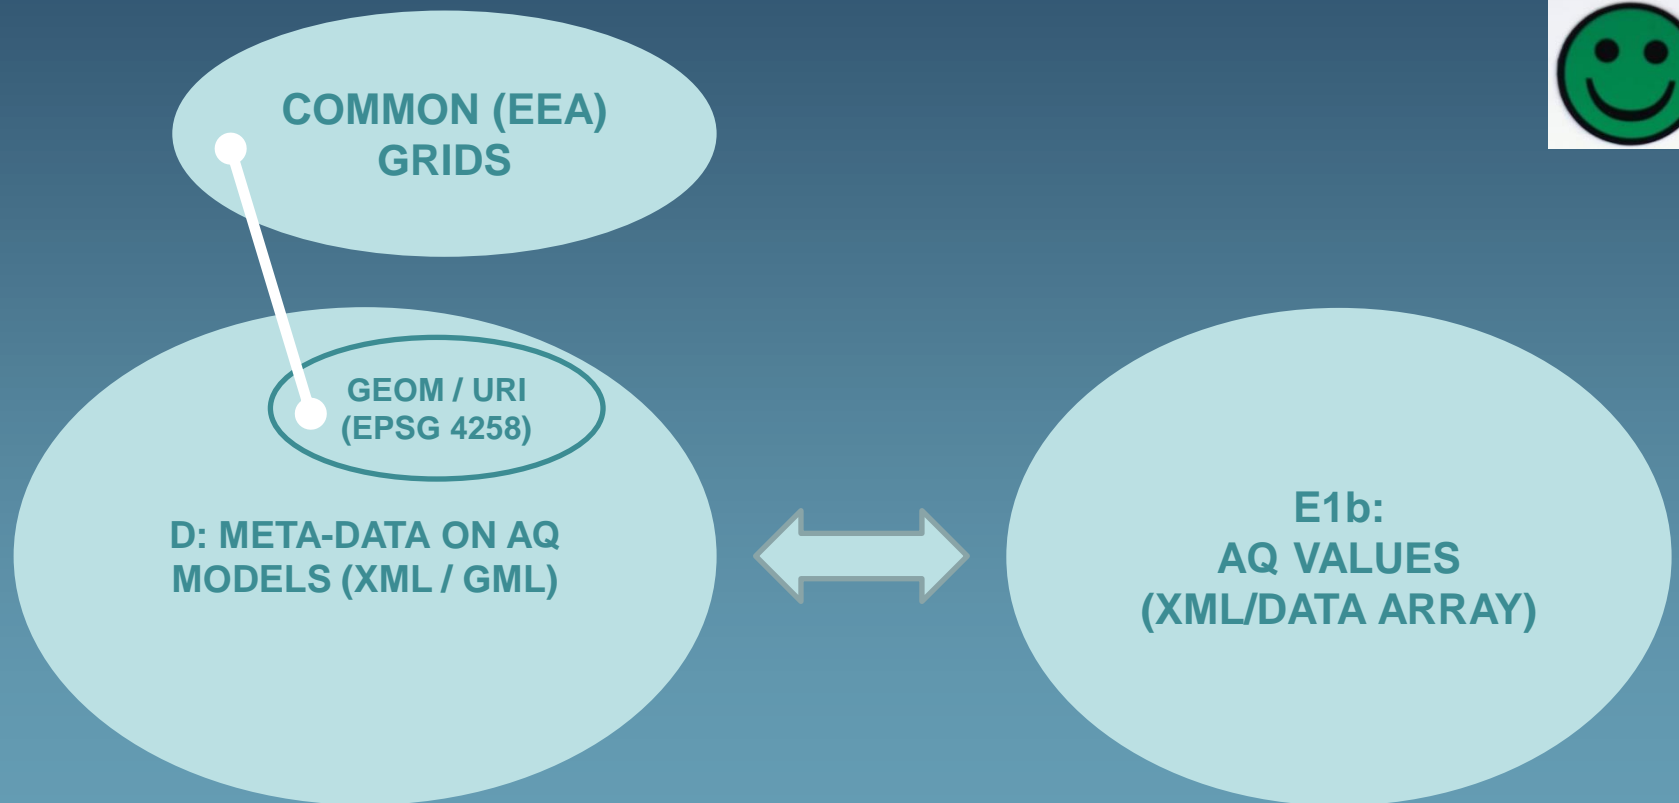 COMMON (EEA)
GRIDS
GEOM / URI
(EPSG 4258)
D: META-DATA ON AQ
MODELS (XML / GML)
E1b:
AQ VALUES
(XML/DATA ARRAY)